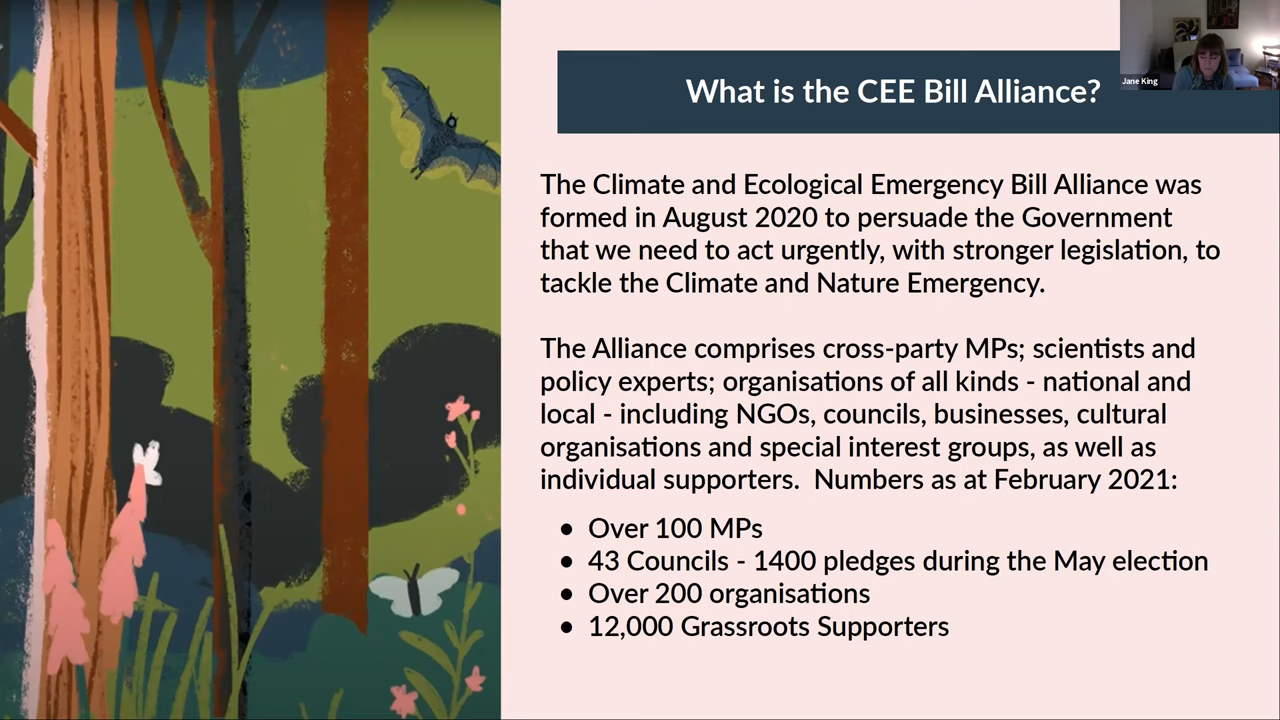 What is the CEE Bill Alliance?
Jane King
The Climate and Ecological Emergency Bill Alliance was
formed in August 2020 to persuade the Government
that we need to act urgently, with stronger legislation, to
tackle the Climate and Nature Emergency.
The Alliance comprises cross-party MPs; scientists and
policy experts; organisations of all kinds - national and
local - including NGOs, councils, businesses, cultural
organisations and special interest groups, as well as
individual supporters.  Numbers as at February 2021:
• Over 100 MPs
• 43 Councils - 1400 pledges during the May election
• Over 200 organisations
• 12,000 Grassroots Supporters